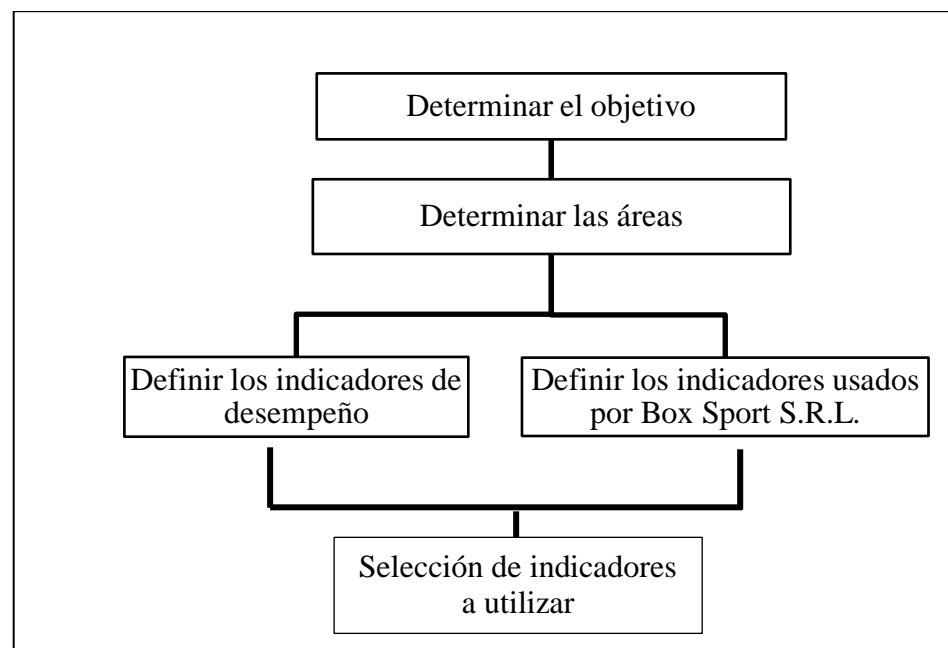 Determinar el objetivo
Determinar las áreas
Definir los indicadores de
desempeño
Definir los indicadores usados
por Box Sport S.R.L.
Selección de indicadores
a utilizar